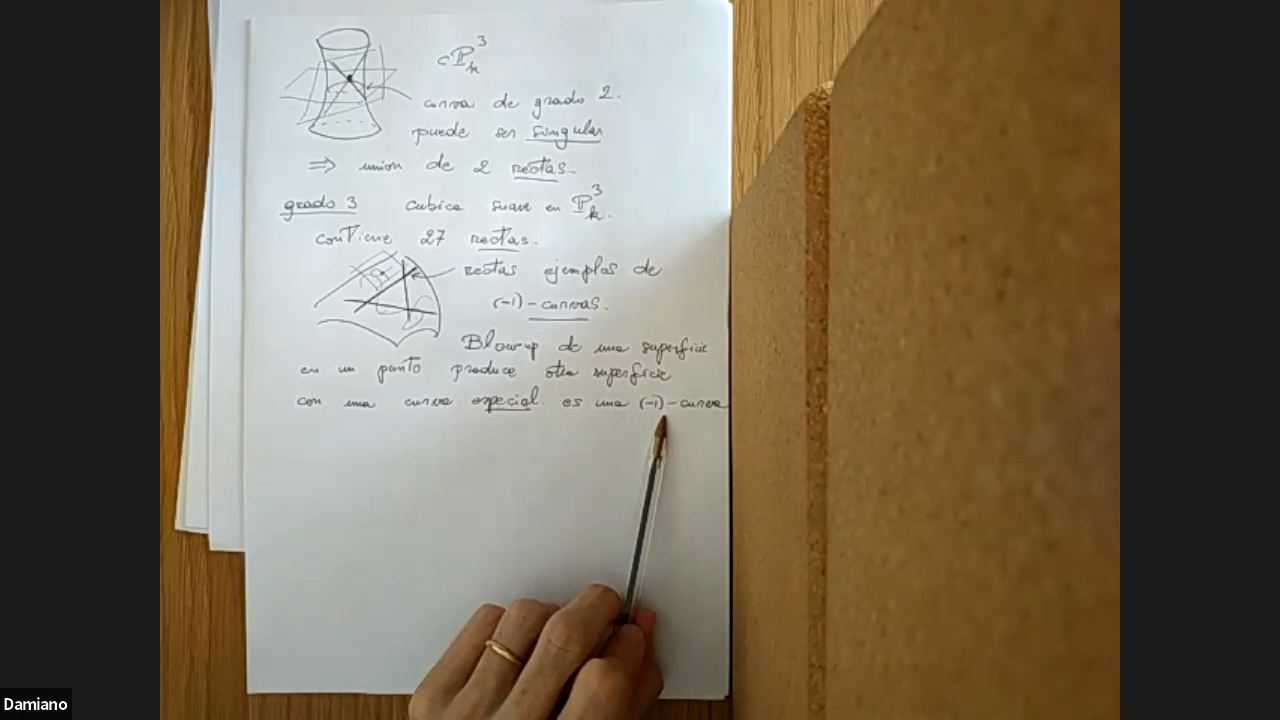 ⊂ ℙ³ₖ
curva de grado 2.
puede ser singular
⇒ union de 2 rectas.
grado 3 cubica suave en ℙ³ₖ.
contiene 27 rectas.
rectas ejemplos de
(-1)-curvas.
Blow-up de una superficie
en un punto produce otra superficie
con una curva especial. es una (-1)-curva
Damiano